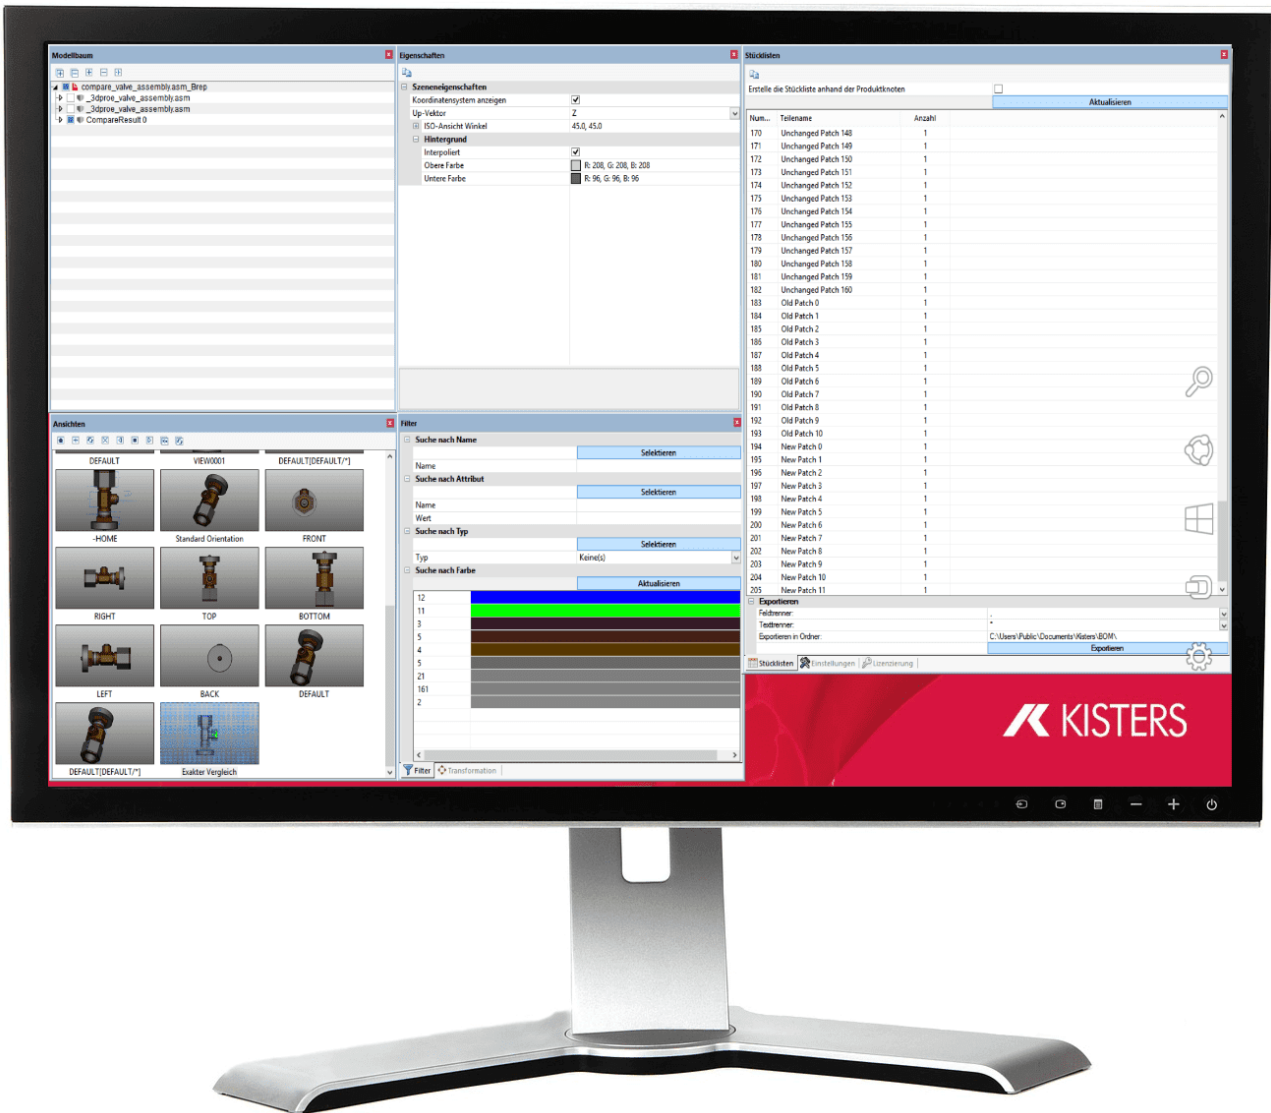 Modellbaum
compare_valve_assembly.asm_Brep
_3dproe_valve_assembly.asm
_3dproe_valve_assembly.asm
CompareResult 0
Eigenschaften
Szeneneigenschaften
Koordinatensystem anzeigen
Up-Vektor Z
ISO-Ansicht Winkel 45.0, 45.0
Hintergrund
Interpoliert
Obere Farbe R: 208, G: 208, B: 208
Untere Farbe R: 96, G: 96, B: 96
Stücklisten
Erstelle die Stückliste anhand der Produktknoten
Aktualisieren
Num... Teilename Anzahl
170 Unchanged Patch 148 1
171 Unchanged Patch 149 1
172 Unchanged Patch 150 1
173 Unchanged Patch 151 1
174 Unchanged Patch 152 1
175 Unchanged Patch 153 1
176 Unchanged Patch 154 1
177 Unchanged Patch 155 1
178 Unchanged Patch 156 1
179 Unchanged Patch 157 1
180 Unchanged Patch 158 1
181 Unchanged Patch 159 1
182 Unchanged Patch 160 1
183 Old Patch 0 1
184 Old Patch 1 1
185 Old Patch 2 1
186 Old Patch 3 1
187 Old Patch 4 1
188 Old Patch 5 1
189 Old Patch 6 1
190 Old Patch 7 1
191 Old Patch 8 1
192 Old Patch 9 1
193 Old Patch 10 1
194 New Patch 0 1
195 New Patch 1 1
196 New Patch 2 1
197 New Patch 3 1
198 New Patch 4 1
199 New Patch 5 1
200 New Patch 6 1
201 New Patch 7 1
202 New Patch 8 1
203 New Patch 9 1
204 New Patch 10 1
205 New Patch 11 1
Exportieren
Feldtrenner: ,
Texttrenner: "
Exportieren in Ordner: C:\Users\Public\Documents\Kisters\BOM\
Exportieren
Stücklisten Einstellungen Lizenzierung
Ansichten
DEFAULT VIEW0001 DEFAULT[DEFAULT/*]
-HOME Standard Orientation FRONT
RIGHT TOP BOTTOM
LEFT BACK DEFAULT
DEFAULT[DEFAULT/*] Exakter Vergleich
Filter
Suche nach Name
Selektieren
Name
Suche nach Attribut
Selektieren
Name
Wert
Suche nach Typ
Selektieren
Typ Keine(s)
Suche nach Farbe
Aktualisieren
12
11
3
5
4
5
21
161
2
Filter Transformation
KISTERS